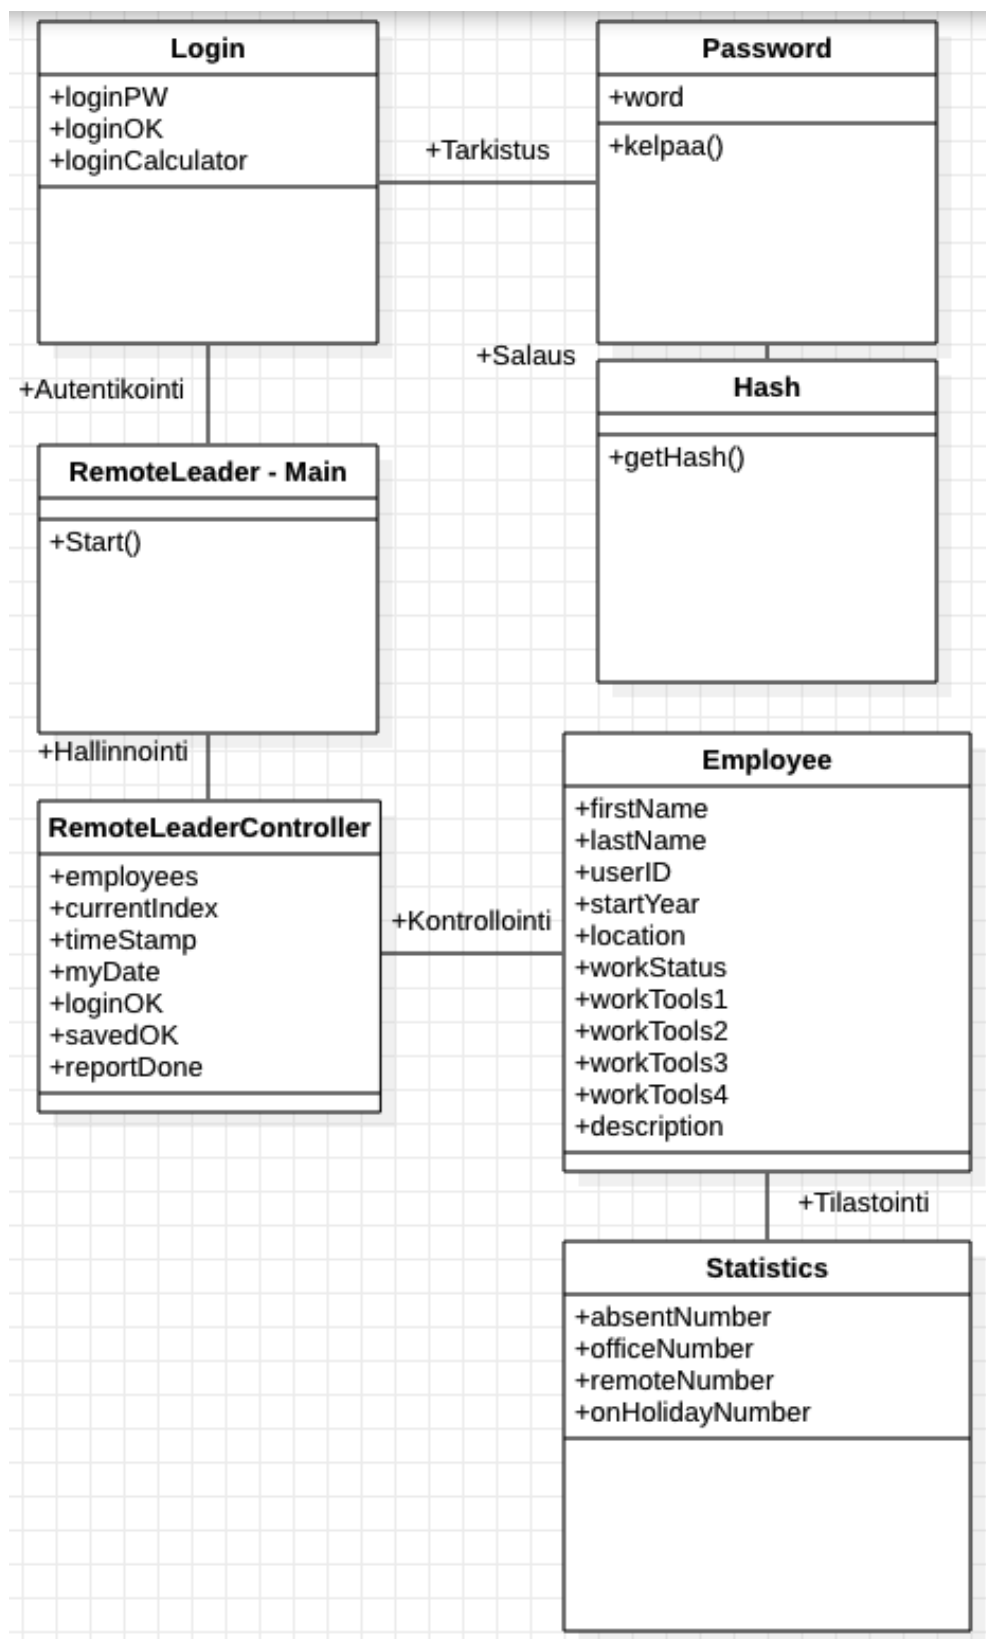 Login
+loginPW
+loginOK
+loginCalculator
+Tarkistus
Password
+word
+kelpaa()
+Salaus
Hash
+getHash()
+Autentikointi
RemoteLeader - Main
+Start()
+Hallinnointi
RemoteLeaderController
+employees
+currentIndex
+timeStamp
+myDate
+loginOK
+savedOK
+reportDone
+Kontrollointi
Employee
+firstName
+lastName
+userID
+startYear
+location
+workStatus
+workTools1
+workTools2
+workTools3
+workTools4
+description
+Tilastointi
Statistics
+absentNumber
+officeNumber
+remoteNumber
+onHolidayNumber